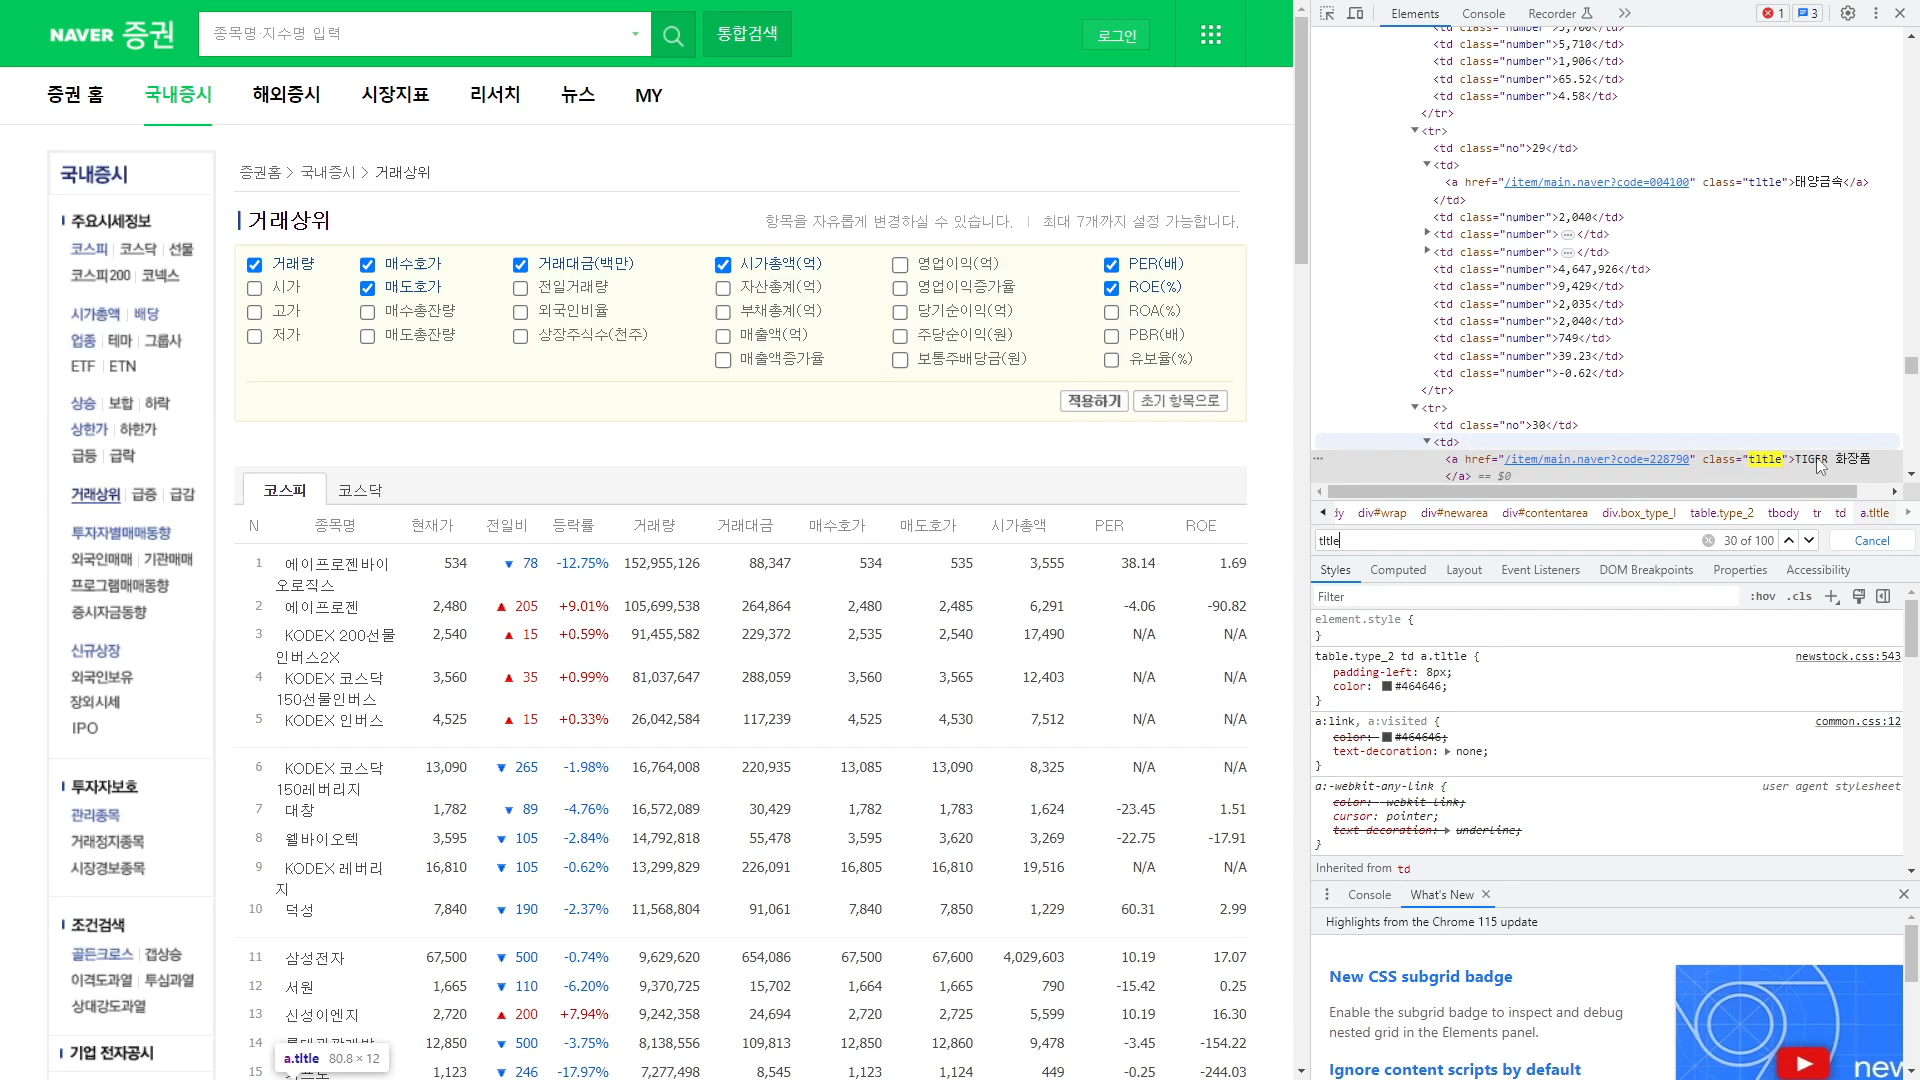 NAVER 증권
종목명·지수명 입력
통합검색
로그인
증권 홈
국내증시
해외증시
시장지표
리서치
뉴스
MY
국내증시
주요시세정보
코스피 코스닥 선물
코스피200 코넥스
시가총액 배당
업종 테마 그룹사
ETF ETN
상승 보합 하락
상한가 하한가
급등 급락
거래상위 급증 급감
투자자별매매동향
외국인매매 기관매매
프로그램매매동향
증시자금동향
신규상장
외국인보유
장외시세
IPO
투자자보호
관리종목
거래정지종목
시장경보종목
조건검색
골든크로스 갭상승
이격도과열 투심과열
상대강도과열
기업 전자공시
증권홈 > 국내증시 > 거래상위
거래상위
항목을 자유롭게 변경하실 수 있습니다. | 최대 7개까지 설정 가능합니다.
거래량 매수호가 거래대금(백만) 시가총액(억) 영업이익(억) PER(배)
시가 매도호가 전일거래량 자산총계(억) 영업이익증가율 ROE(%)
고가 매수총잔량 외국인비율 부채총계(억) 당기순이익(억) ROA(%)
저가 매도총잔량 상장주식수(천주) 매출액(억) 주당순이익(원) PBR(배)
매출액증가율 보통주배당금(원) 유보율(%)
적용하기 초기 항목으로
코스피 코스닥
N 종목명 현재가 전일비 등락률 거래량 거래대금 매수호가 매도호가 시가총액 PER ROE
1 에이프로젠바이오로직스 534 ▼ 78 -12.75% 152,955,126 88,347 534 535 3,555 38.14 1.69
2 에이프로젠 2,480 ▲ 205 +9.01% 105,699,538 264,864 2,480 2,485 6,291 -4.06 -90.82
3 KODEX 200선물인버스2X 2,540 ▲ 15 +0.59% 91,455,582 229,372 2,535 2,540 17,490 N/A N/A
4 KODEX 코스닥150선물인버스 3,560 ▲ 35 +0.99% 81,037,647 288,059 3,560 3,565 12,403 N/A N/A
5 KODEX 인버스 4,525 ▲ 15 +0.33% 26,042,584 117,239 4,525 4,530 7,512 N/A N/A
6 KODEX 코스닥150레버리지 13,090 ▼ 265 -1.98% 16,764,008 220,935 13,085 13,090 8,325 N/A N/A
7 대창 1,782 ▼ 89 -4.76% 16,572,089 30,429 1,782 1,783 1,624 -23.45 1.51
8 웰바이오텍 3,595 ▼ 105 -2.84% 14,792,818 55,478 3,595 3,620 3,269 -22.75 -17.91
9 KODEX 레버리지 16,810 ▼ 105 -0.62% 13,299,829 226,091 16,805 16,810 19,516 N/A N/A
10 덕성 7,840 ▼ 190 -2.37% 11,568,804 91,061 7,840 7,850 1,229 60.31 2.99
11 삼성전자 67,500 ▼ 500 -0.74% 9,629,620 654,086 67,500 67,600 4,029,603 10.19 17.07
12 서원 1,665 ▼ 110 -6.20% 9,370,725 15,702 1,664 1,665 790 -15.42 0.25
13 신성이엔지 2,720 ▲ 200 +7.94% 9,242,358 24,694 2,720 2,725 5,599 10.19 16.30
14 12,850 ▼ 500 -3.75% 8,138,556 109,813 12,850 12,860 9,478 -3.45 -154.22
15 1,123 ▼ 246 -17.97% 7,277,498 8,545 1,123 1,124 449 -0.25 -244.03
a.tltle 80.8 × 12
Elements Console Recorder 1 3
<td class="number">5,710</td>
<td class="number">1,906</td>
<td class="number">65.52</td>
<td class="number">4.58</td>
</tr>
<tr>
<td class="no">29</td>
<td>
<a href="/item/main.naver?code=004100" class="tltle">태양금속</a>
</td>
<td class="number">2,040</td>
<td class="number">…</td>
<td class="number">…</td>
<td class="number">4,647,926</td>
<td class="number">9,429</td>
<td class="number">2,035</td>
<td class="number">2,040</td>
<td class="number">749</td>
<td class="number">39.23</td>
<td class="number">-0.62</td>
</tr>
<tr>
<td class="no">30</td>
<td>
<a href="/item/main.naver?code=228790" class="tltle">TIGER 화장품
</a> == $0
dy div#wrap div#newarea div#contentarea div.box_type_l table.type_2 tbody tr td a.tltle
tltle 30 of 100 Cancel
Styles Computed Layout Event Listeners DOM Breakpoints Properties Accessibility
Filter :hov .cls
element.style {
}
table.type_2 td a.tltle { newstock.css:543
padding-left: 8px;
color: #464646;
}
a:link, a:visited { common.css:12
color: #464646;
text-decoration: none;
}
a:-webkit-any-link { user agent stylesheet
color: -webkit-link;
cursor: pointer;
text-decoration: underline;
}
Inherited from td
Console What's New
Highlights from the Chrome 115 update
New CSS subgrid badge
Enable the subgrid badge to inspect and debug
nested grid in the Elements panel.
Ignore content scripts by default
new